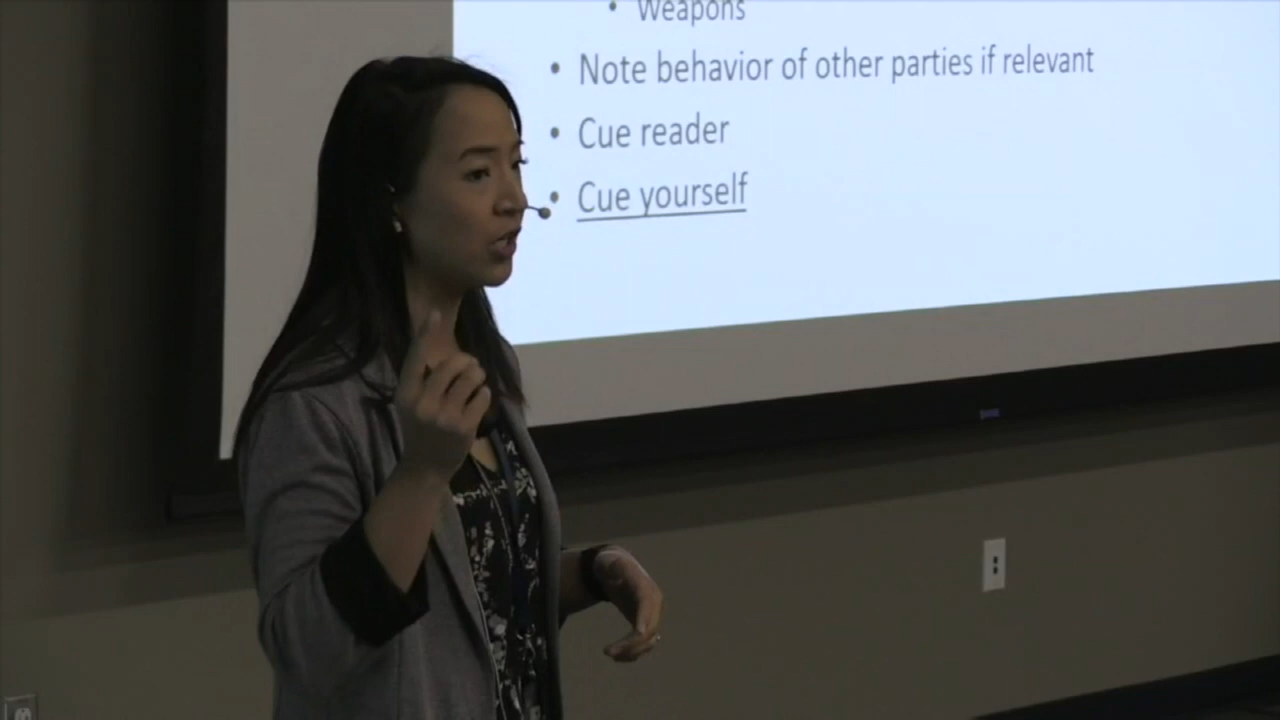 • Weapons
• Note behavior of other parties if relevant
• Cue reader
• Cue yourself